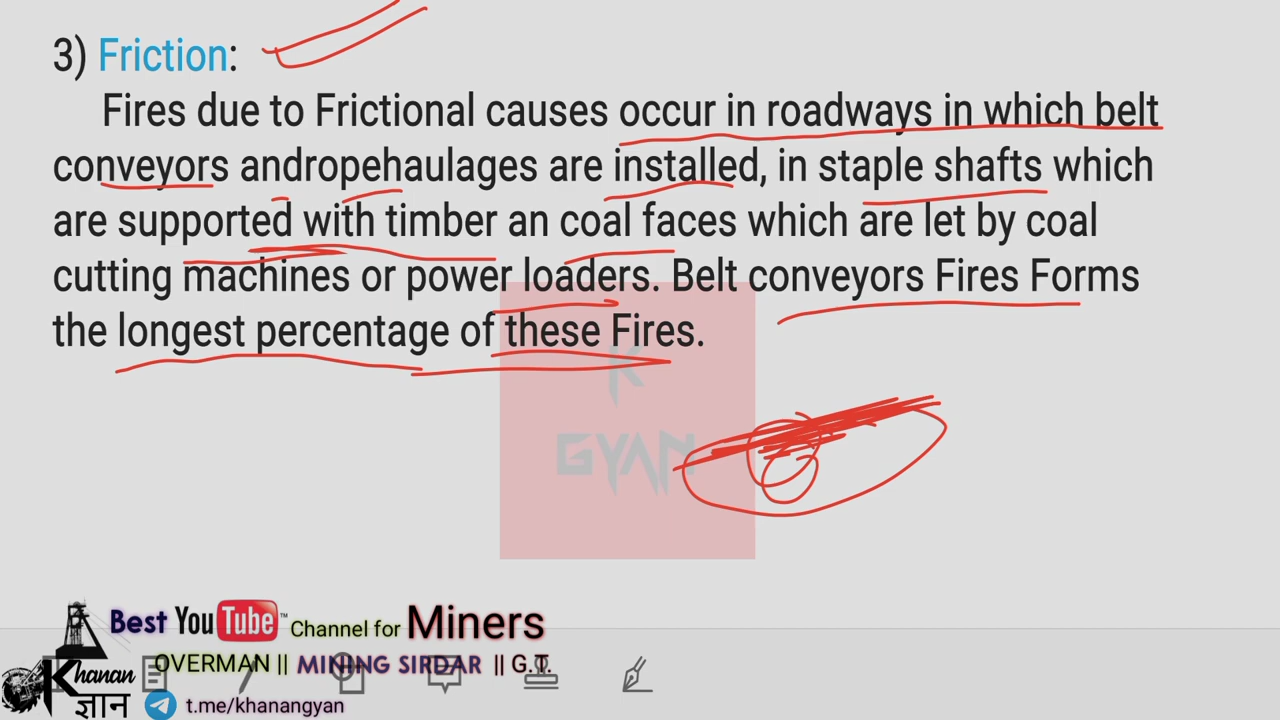 3) Friction:
Fires due to Frictional causes occur in roadways in which belt
conveyors andropehaulages are installed, in staple shafts which
are supported with timber an coal faces which are let by coal
cutting machines or power loaders. Belt conveyors Fires Forms
the longest percentage of these Fires.
K
GYAN
Best YouTube™ Channel for Miners
OVERMAN || MINING SIRDAR || G.T.
Khanan
ज्ञान
t.me/khanangyan